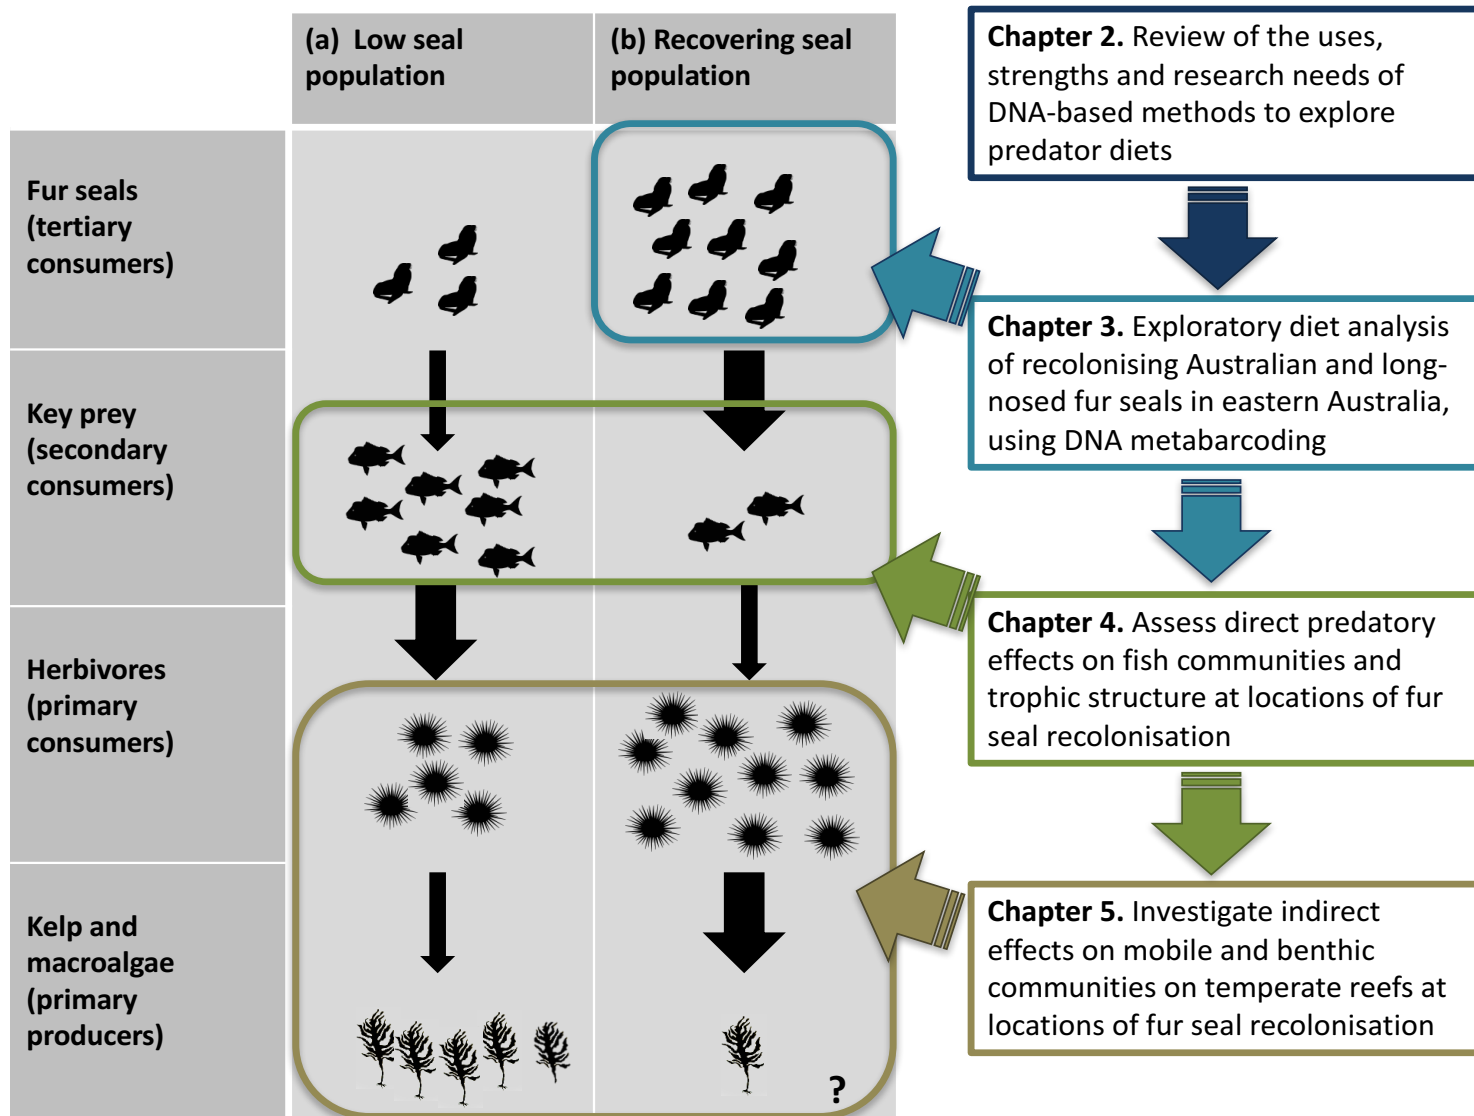 (a) Low seal
population
(b) Recovering seal
population
Fur seals
(tertiary
consumers)
Key prey
(secondary
consumers)
Herbivores
(primary
consumers)
Kelp and
macroalgae
(primary
producers)
?
Chapter 2. Review of the uses,
strengths and research needs of
DNA-based methods to explore
predator diets
Chapter 3. Exploratory diet analysis
of recolonising Australian and long-
nosed fur seals in eastern Australia,
using DNA metabarcoding
Chapter 4. Assess direct predatory
effects on fish communities and
trophic structure at locations of fur
seal recolonisation
Chapter 5. Investigate indirect
effects on mobile and benthic
communities on temperate reefs at
locations of fur seal recolonisation